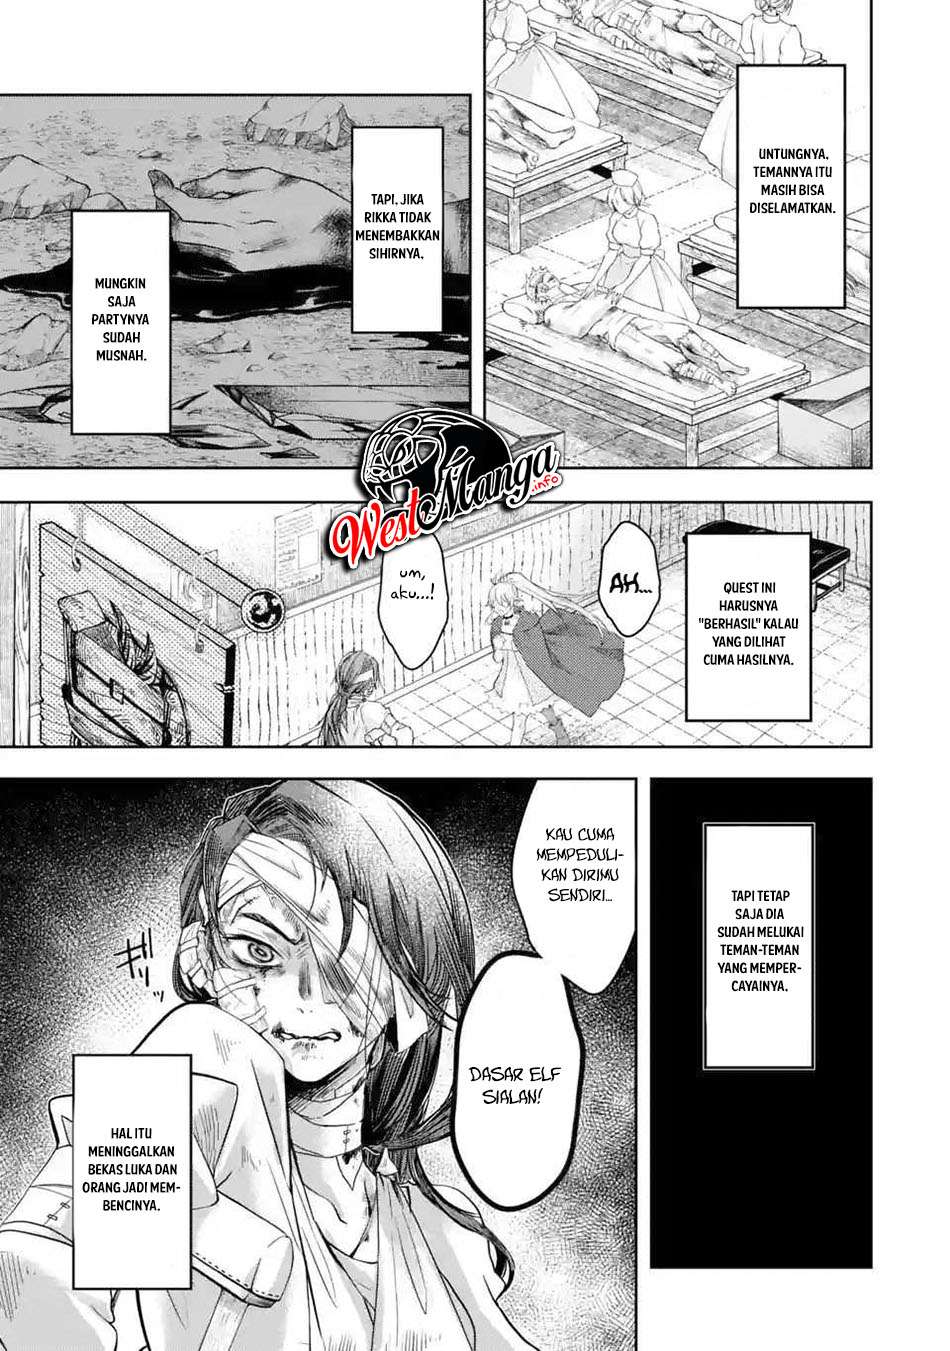 UNTUNGNYA,
TEMANNYA ITU
MASIH BISA
DISELAMATKAN.
TAPI, JIKA
RIKKA TIDAK
MENEMBAKKAN
SIHIRNYA.
MUNGKIN
SAJA
PARTYNYA
SUDAH
MUSNAH.
WestManga
.info
QUEST INI
HARUSNYA
"BERHASIL" KALAU
YANG DILIHAT
CUMA HASILNYA.
AH...
um,
aku...!
TAPI TETAP
SAJA DIA
SUDAH MELUKAI
TEMAN-TEMAN
YANG MEMPER-
CAYAINYA.
KAU CUMA
MEMPEDULI-
KAN DIRIMU
SENDIRI...
DASAR ELF
SIALAN!
ギリッ
HAL ITU
MENINGGALKAN
BEKAS LUKA DAN
ORANG JADI MEM-
BENCINYA.